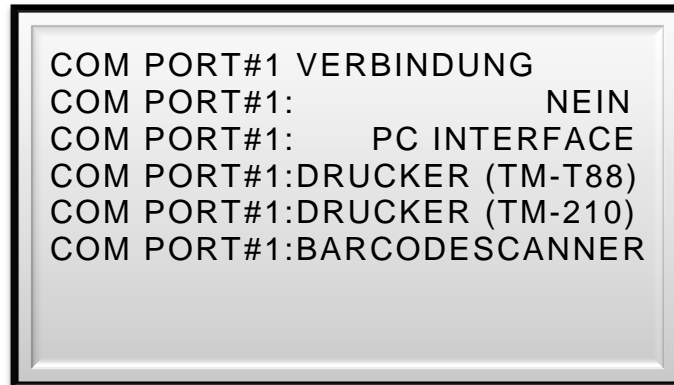 COM PORT#1 VERBINDUNG
COM PORT#1: NEIN
COM PORT#1: PC INTERFACE
COM PORT#1:DRUCKER (TM-T88)
COM PORT#1:DRUCKER (TM-210)
COM PORT#1:BARCODESCANNER